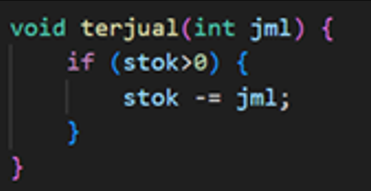 void terjual(int jml) {
    if (stok>0) {
        stok -= jml;
    }
}